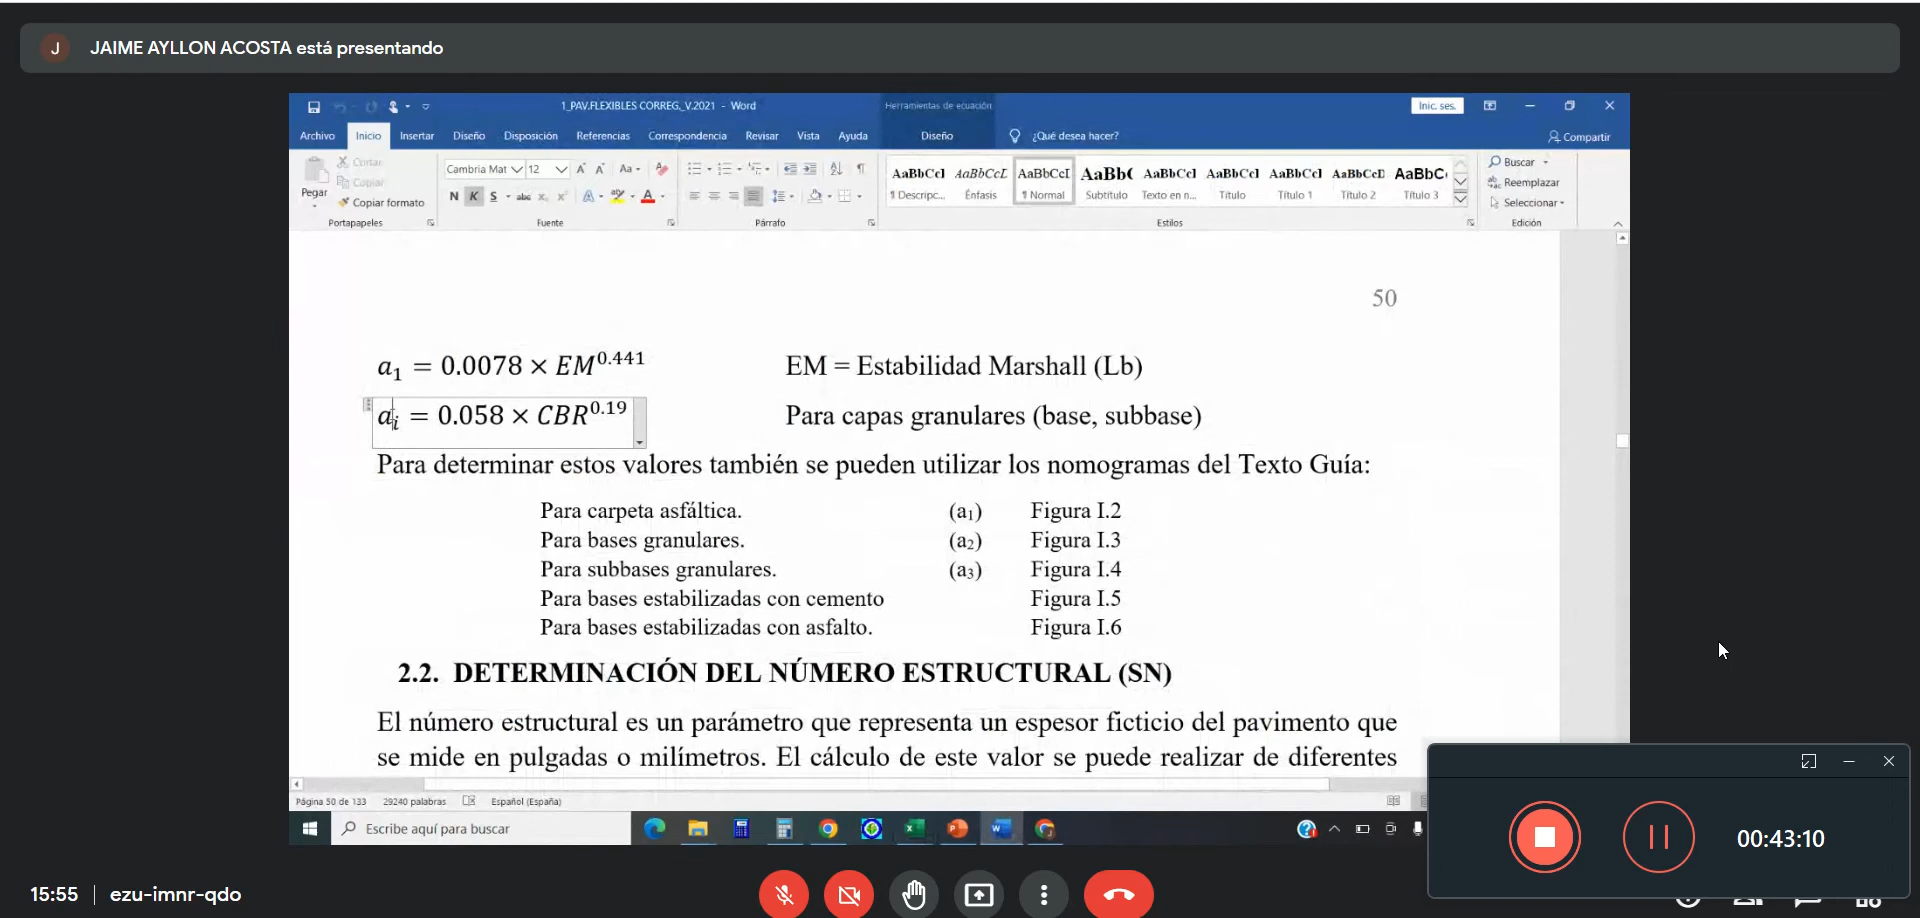 J JAIME AYLLON ACOSTA está presentando
1_PAV.FLEXIBLES CORREG._V.2021 - Word
Herramientas de ecuación
Inic. ses.
Archivo Inicio Insertar Diseño Disposición Referencias Correspondencia Revisar Vista Ayuda Diseño ¿Qué desea hacer? Compartir
Pegar
Cortar
Copiar
Copiar formato
Portapapeles
Cambria Mat 12
N K S abc x₂ x²
Fuente
Párrafo
AaBbCcI AaBbCcL AaBbCcI AaBb( AaBbCcI AaBbCcI AaBbCcI AaBbCcD AaBbC
¶ Descripc... Énfasis ¶ Normal Subtítulo Texto en n... Título Título 1 Título 2 Título 3
Estilos
Buscar
Reemplazar
Seleccionar
Edición
50
a₁ = 0.0078 × EM^0.441 EM = Estabilidad Marshall (Lb)
aᵢ = 0.058 × CBR^0.19 Para capas granulares (base, subbase)
Para determinar estos valores también se pueden utilizar los nomogramas del Texto Guía:
Para carpeta asfáltica. (a₁) Figura I.2
Para bases granulares. (a₂) Figura I.3
Para subbases granulares. (a₃) Figura I.4
Para bases estabilizadas con cemento Figura I.5
Para bases estabilizadas con asfalto. Figura I.6
2.2. DETERMINACIÓN DEL NÚMERO ESTRUCTURAL (SN)
El número estructural es un parámetro que representa un espesor ficticio del pavimento que
se mide en pulgadas o milímetros. El cálculo de este valor se puede realizar de diferentes
Página 50 de 133 29240 palabras Español (España)
Escribe aquí para buscar
00:43:10
15:55 | ezu-imnr-qdo